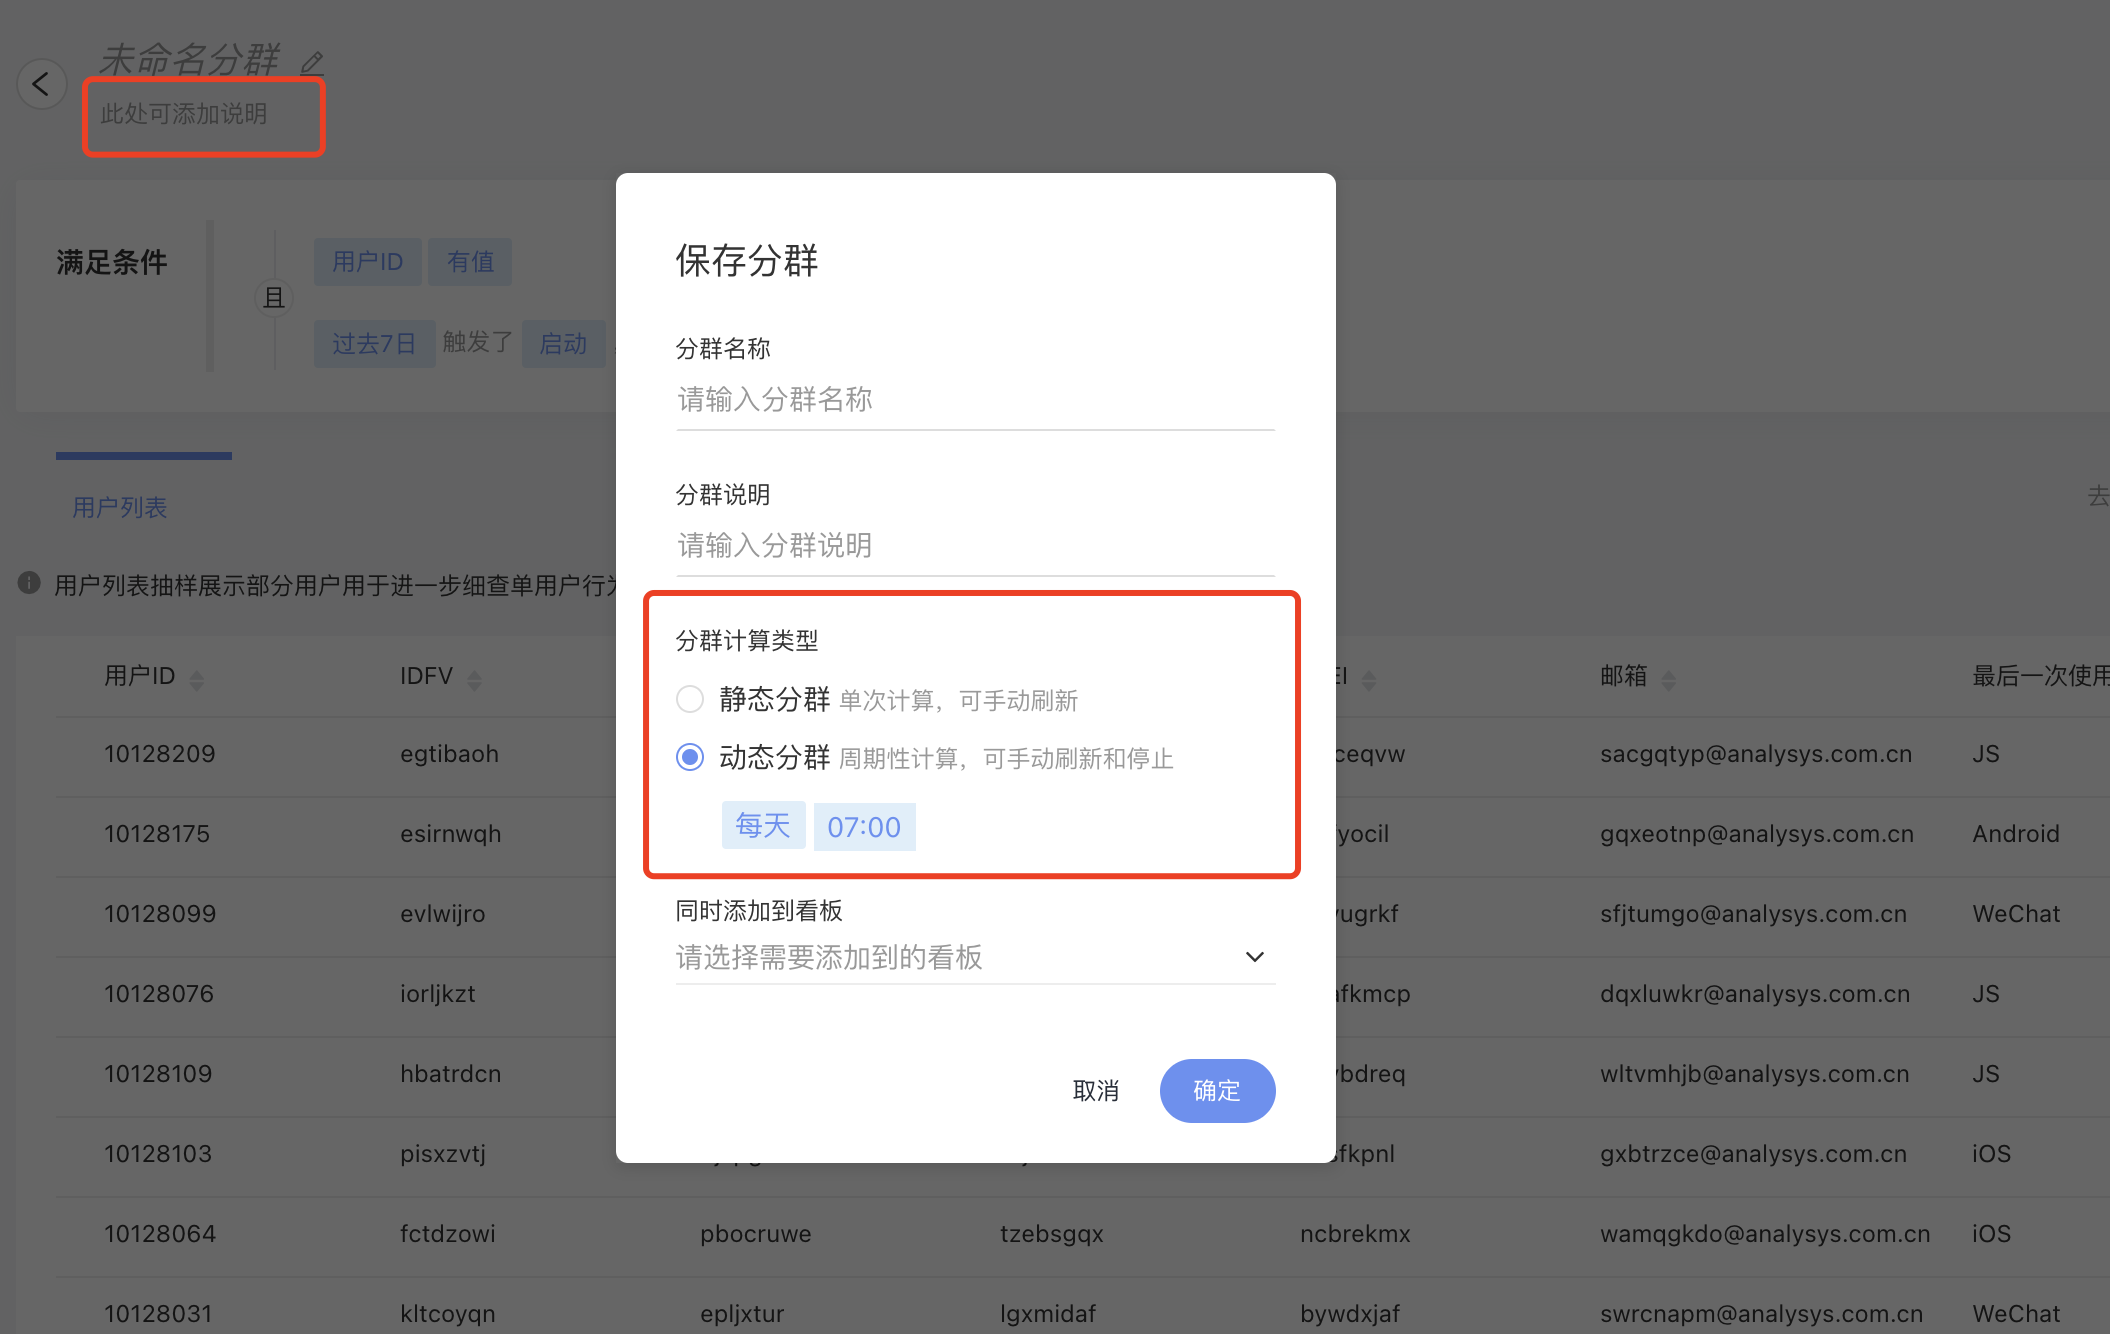 未命名分群
此处可添加说明
满足条件
且
用户ID 有值
过去7日 触发了 启动
用户列表
去
用户列表抽样展示部分用户用于进一步细查单用户行为
保存分群
分群名称
请输入分群名称
分群说明
请输入分群说明
分群计算类型
静态分群 单次计算，可手动刷新
动态分群 周期性计算，可手动刷新和停止
每天 07:00
同时添加到看板
请选择需要添加到的看板
取消 确定
用户ID IDFV EI 邮箱 最后一次使用
10128209 egtibaoh ceqvw sacgqtyp@analysys.com.cn JS
10128175 esirnwqh yocil gqxeotnp@analysys.com.cn Android
10128099 evlwijro ugrkf sfjtumgo@analysys.com.cn WeChat
10128076 iorljkzt afkmcp dqxluwkr@analysys.com.cn JS
10128109 hbatrdcn bdreq wltvmhjb@analysys.com.cn JS
10128103 pisxzvtj fkpnl gxbtrzce@analysys.com.cn iOS
10128064 fctdzowi pbocruwe tzebsgqx ncbrekmx wamqgkdo@analysys.com.cn iOS
10128031 kltcoyqn epljxtur lgxmidaf bywdxjaf swrcnapm@analysys.com.cn WeChat